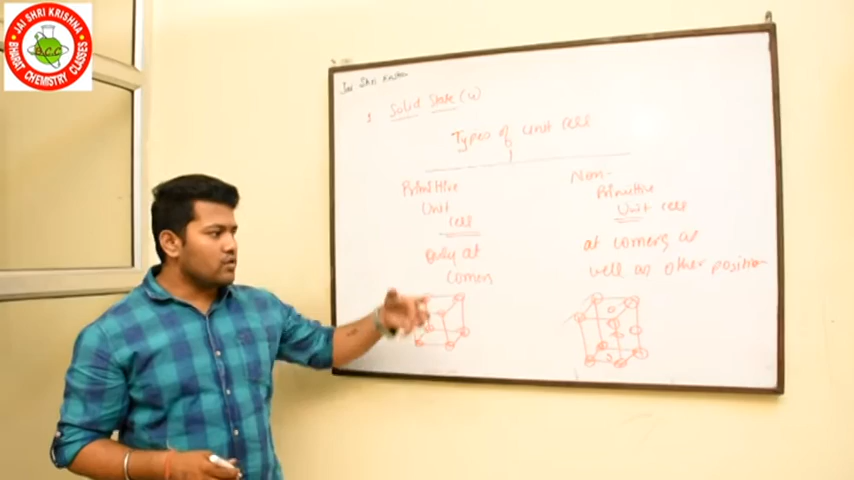 JAI SHRI KRISHNA
B.C.C
BHARAT CHEMISTRY CLASSES
Jai Shri Krishna
Solid State (4)
Types of Unit cell
Primitive
Unit
cell
only at
corners
Non-
Primitive
Unit cell
at corners as
well as other position